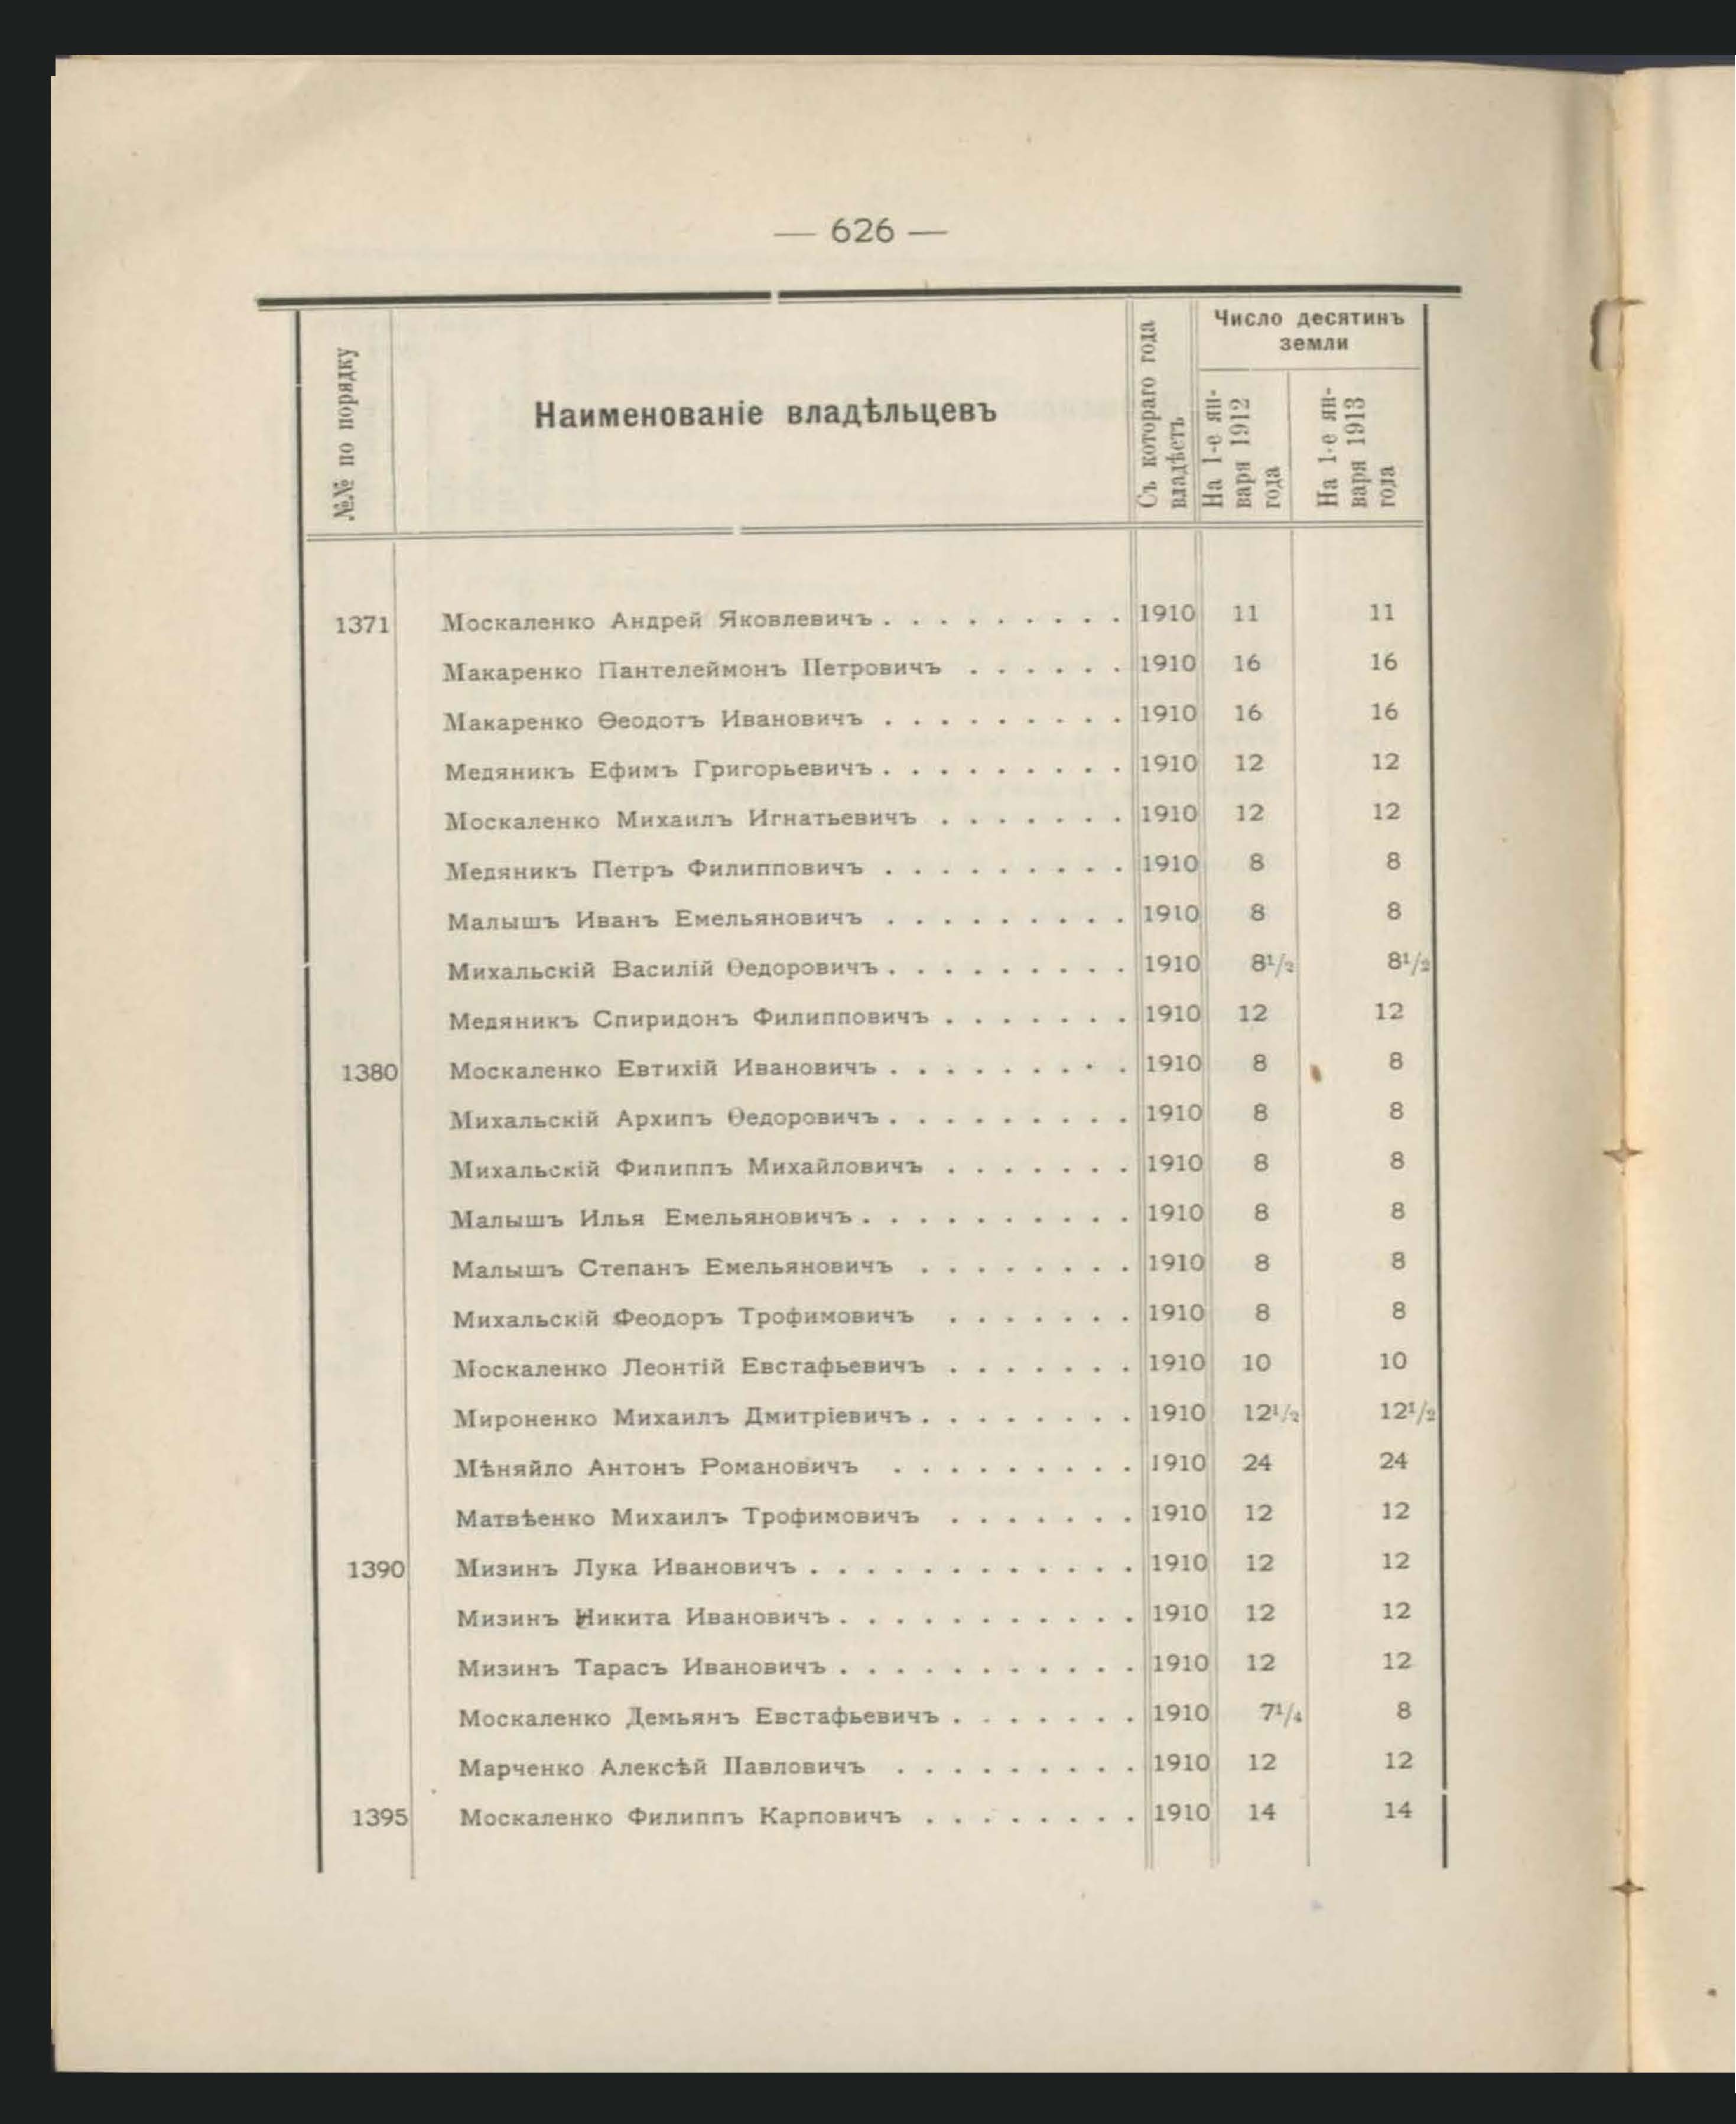 — 626 —
№№ по порядку
Наименованіе владѣльцевъ
Съ котораго года владѣетъ
Число десятинъ земли
На 1-е января 1912 года
На 1-е января 1913 года
1371 Москаленко Андрей Яковлевичъ . . . . . . . . . 1910 11 11
Макаренко Пантелеймонъ Петровичъ . . . . . . 1910 16 16
Макаренко Ѳеодотъ Ивановичъ . . . . . . . . . 1910 16 16
Медяникъ Ефимъ Григорьевичъ . . . . . . . . . 1910 12 12
Москаленко Михаилъ Игнатьевичъ . . . . . . . 1910 12 12
Медяникъ Петръ Филипповичъ . . . . . . . . . 1910 8 8
Малышъ Иванъ Емельяновичъ . . . . . . . . . 1910 8 8
Михальскій Василій Ѳедоровичъ . . . . . . . . . 1910 8¹/₂ 8¹/₂
Медяникъ Спиридонъ Филипповичъ . . . . . . . 1910 12 12
1380 Москаленко Евтихій Ивановичъ . . . . . . . . . 1910 8 8
Михальскій Архипъ Ѳедоровичъ . . . . . . . . . 1910 8 8
Михальскій Филиппъ Михайловичъ . . . . . . . 1910 8 8
Малышъ Илья Емельяновичъ . . . . . . . . . . 1910 8 8
Малышъ Степанъ Емельяновичъ . . . . . . . . 1910 8 8
Михальскій Феодоръ Трофимовичъ . . . . . . . 1910 8 8
Москаленко Леонтій Евстафьевичъ . . . . . . . 1910 10 10
Мироненко Михаилъ Дмитріевичъ . . . . . . . . 1910 12¹/₂ 12¹/₂
Мѣняйло Антонъ Романовичъ . . . . . . . . . 1910 24 24
Матвѣенко Михаилъ Трофимовичъ . . . . . . . 1910 12 12
1390 Мизинъ Лука Ивановичъ . . . . . . . . . . . . 1910 12 12
Мизинъ Никита Ивановичъ . . . . . . . . . . . 1910 12 12
Мизинъ Тарасъ Ивановичъ . . . . . . . . . . . 1910 12 12
Москаленко Демьянъ Евстафьевичъ . . . . . . . 1910 7¹/₄ 8
Марченко Алексѣй Павловичъ . . . . . . . . . 1910 12 12
1395 Москаленко Филиппъ Карповичъ . . . . . . . . 1910 14 14